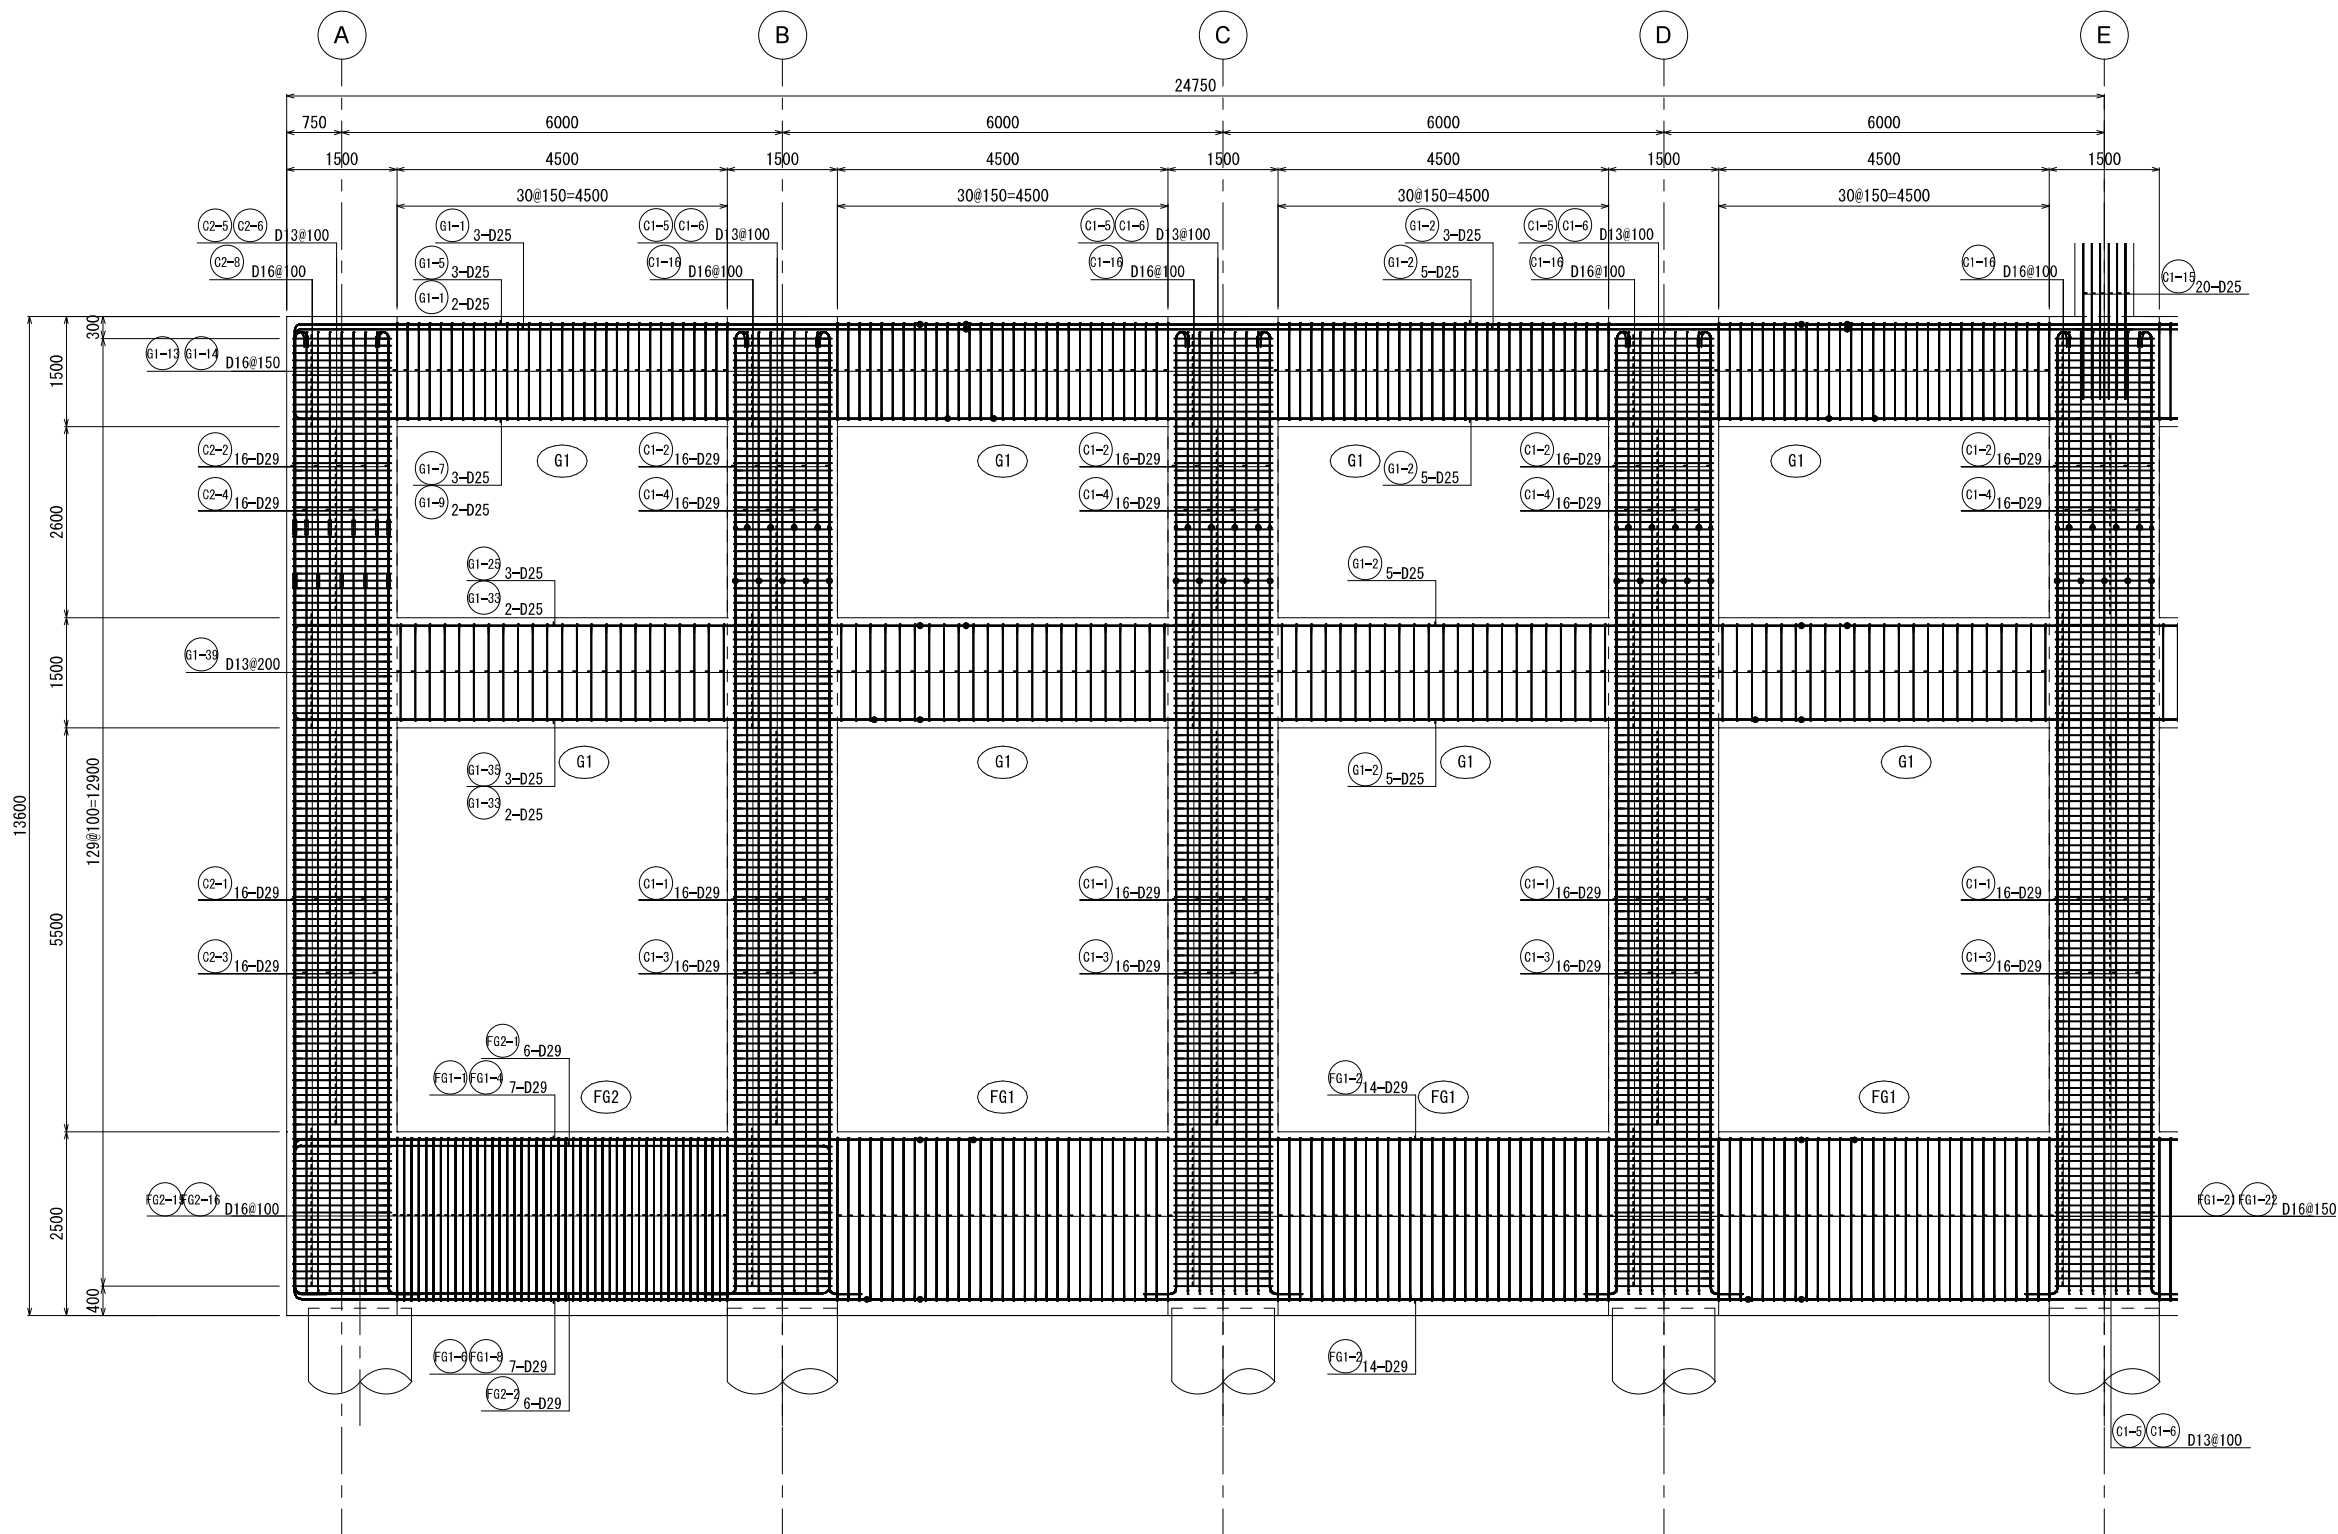 A B C D E
24750
750 6000 6000 6000 6000
1500 4500 1500 4500 1500 4500 1500 4500 1500
30@150=4500 30@150=4500 30@150=4500 30@150=4500
C2-5 C2-6 D13@100 G1-1 3-D25 C1-5 C1-6 D13@100 C1-5 C1-6 D13@100 G1-2 3-D25 C1-5 C1-6 D13@100
C2-8 D16@100 G1-5 3-D25 C1-16 D16@100 C1-16 D16@100 G1-2 5-D25 C1-16 D16@100 C1-16 D16@100 C1-15 20-D25
G1-1 2-D25
300
G1-13 G1-14 D16@150
1500
C2-2 16-D29 G1-7 3-D25 G1 C1-2 16-D29 G1 C1-2 16-D29 G1 G1-2 5-D25 C1-2 16-D29 G1 C1-2 16-D29
C2-4 16-D29 G1-9 2-D25 C1-4 16-D29 C1-4 16-D29 C1-4 16-D29 C1-4 16-D29
2600
G1-25 3-D25 G1-2 5-D25
G1-33 2-D25
G1-39 D13@200
1500
G1-35 3-D25 G1 G1 G1-2 5-D25 G1 G1
G1-33 2-D25
13600
129@100=12900
C2-1 16-D29 C1-1 16-D29 C1-1 16-D29 C1-1 16-D29 C1-1 16-D29
5500
C2-3 16-D29 C1-3 16-D29 C1-3 16-D29 C1-3 16-D29 C1-3 16-D29
FG2-1 6-D29
FG1-1 FG1-4 7-D29 FG2 FG1 FG1-2 14-D29 FG1 FG1
FG2-15 FG2-16 D16@100 FG1-21 FG1-22 D16@150
2500
400
FG1-6 FG1-8 7-D29 FG1-2 14-D29
FG2-2 6-D29
C1-5 C1-6 D13@100